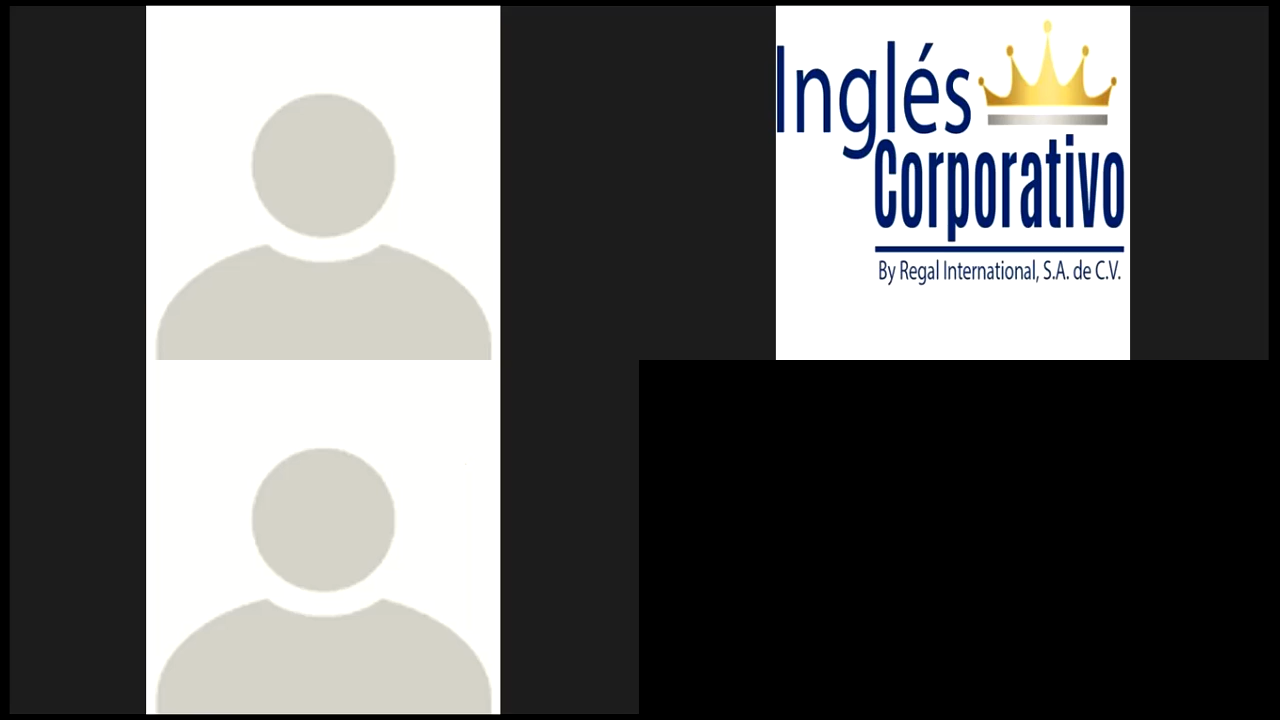 Inglés
Corporativo
By Regal International, S.A. de C.V.